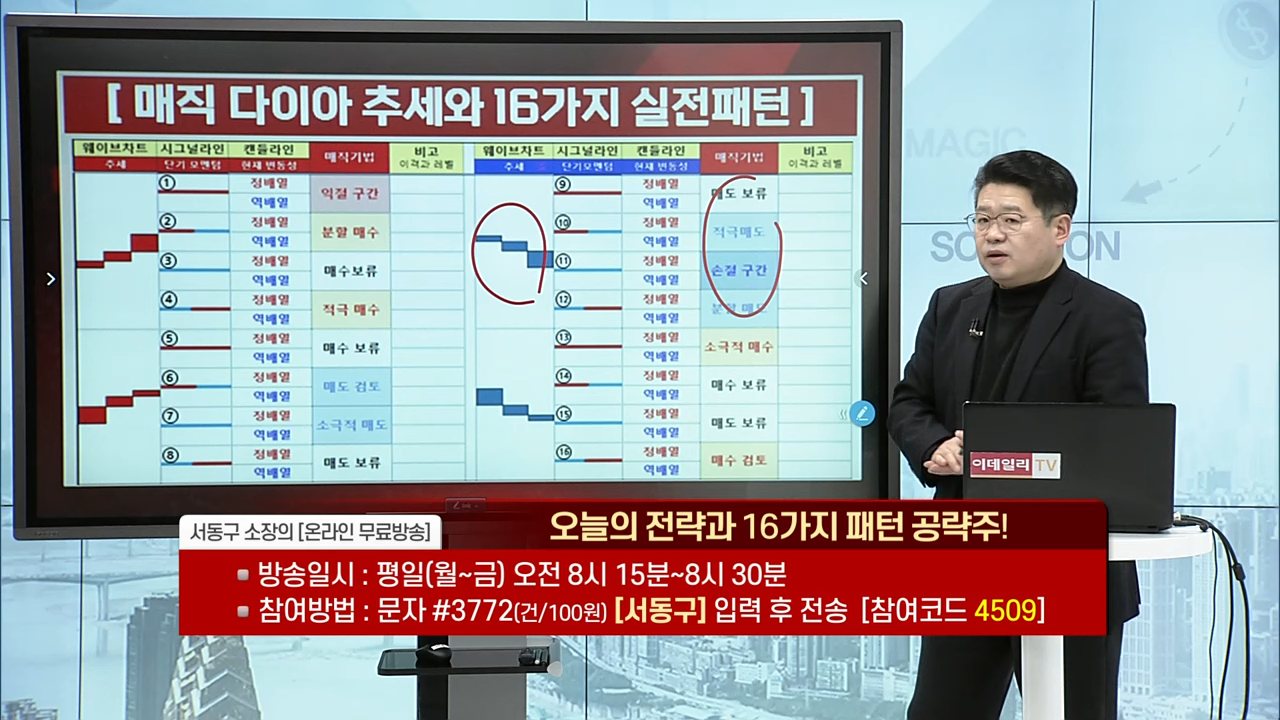 [ 매직 다이아 추세와 16가지 실전패턴 ]
웨이브차트 시그널라인 캔들라인 매직기법 비고
추세 단기 모멘텀 현재 변동성 이격과 레벨
① 정배열 역배열 익절 구간
② 정배열 역배열 분할 매수
③ 정배열 역배열 매수보류
④ 정배열 역배열 적극 매수
⑤ 정배열 역배열 매수 보류
⑥ 정배열 역배열 매도 검토
⑦ 정배열 역배열 소극적 매도
⑧ 정배열 역배열 매도 보류
웨이브차트 시그널라인 캔들라인 매직기법 비고
추세 단기모멘텀 현재 변동성 이격과 레벨
⑨ 정배열 역배열 매도 보류
⑩ 정배열 역배열 적극매도
⑪ 정배열 역배열 손절 구간
⑫ 정배열 역배열 분할 매도
⑬ 정배열 역배열 소극적 매수
⑭ 정배열 역배열 매수 보류
⑮ 정배열 역배열 매도 보류
⑯ 정배열 역배열 매수 검토
MAGIC
이데일리 TV
서동구 소장의 [온라인 무료방송]
오늘의 전략과 16가지 패턴 공략주!
방송일시 : 평일(월~금) 오전 8시 15분~8시 30분
참여방법 : 문자 #3772(건/100원) [서동구] 입력 후 전송 [참여코드 4509]